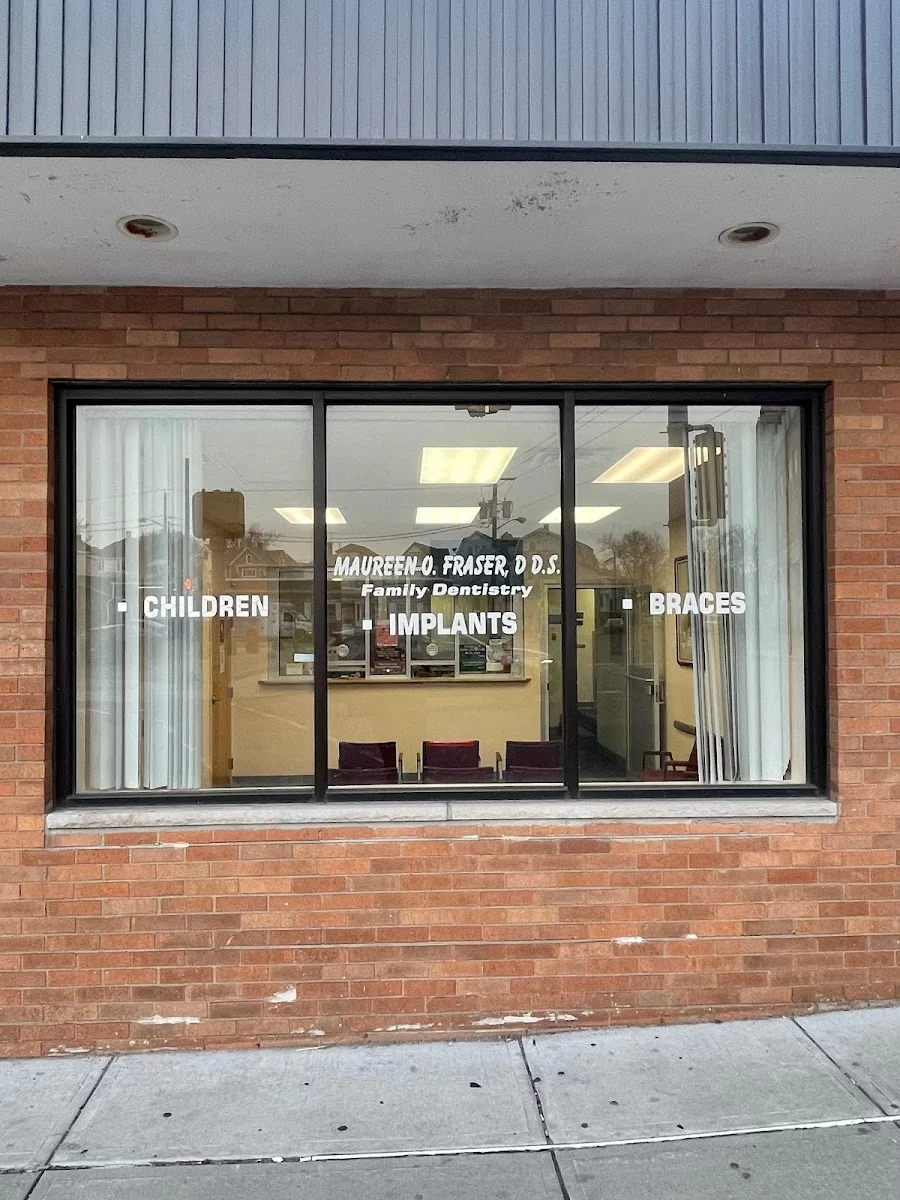 MAUREEN O. FRASER, D D.S.
Family Dentistry
▪ CHILDREN
▪ IMPLANTS
▪ BRACES